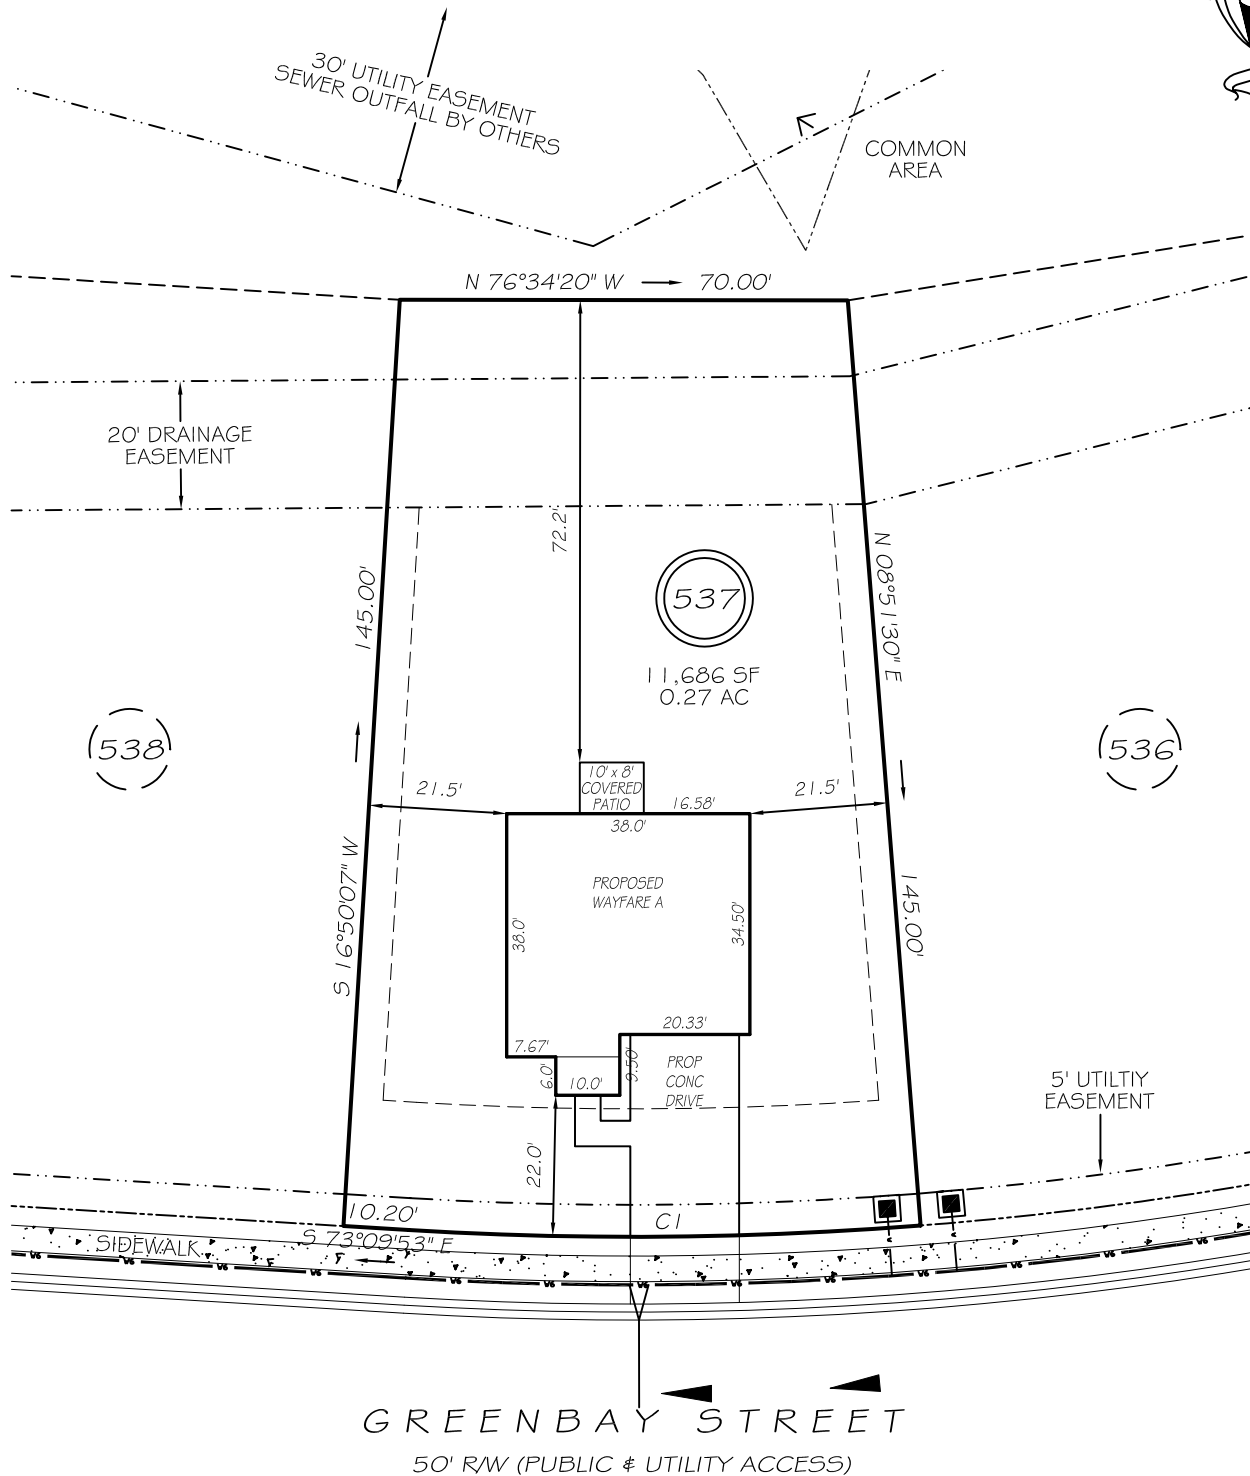 30' UTILITY EASEMENT
SEWER OUTFALL BY OTHERS
COMMON
AREA
N 76°34'20" W 70.00'
20' DRAINAGE
EASEMENT
72.2'
145.00'
S 16°50'07" W
N 08°51'30" E
145.00'
537
11,686 SF
0.27 AC
538
536
10' x 8'
COVERED
PATIO
16.58'
21.5'
21.5'
38.0'
PROPOSED
WAYFARE A
38.0'
34.50'
20.33'
7.67'
6.0'
10.0'
9.50'
PROP
CONC
DRIVE
22.0'
5' UTILTIY
EASEMENT
10.20'
S 73°09'53" E
C1
SIDEWALK
GREENBAY STREET
50' R/W (PUBLIC & UTILITY ACCESS)